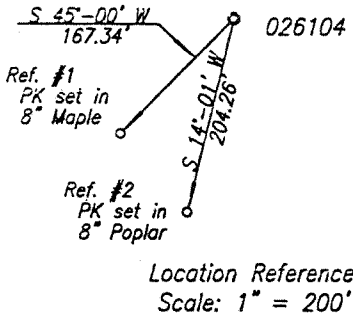 S 45°-00' W
167.34'
026104
Ref. #1
PK set in
8" Maple
S 14°-01' W
204.26'
Ref. #2
PK set in
8" Poplar
Location Reference
Scale: 1" = 200'